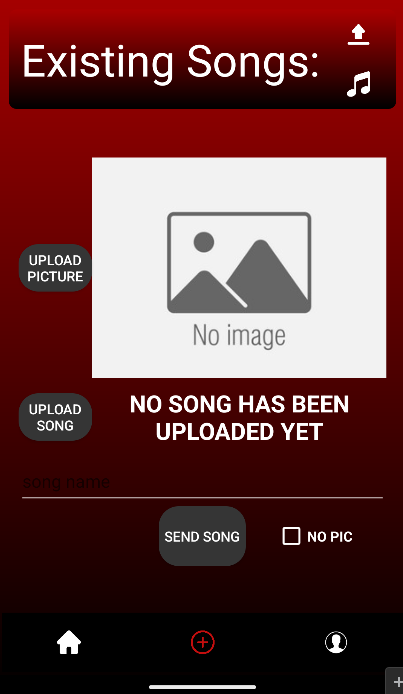 Existing Songs:
No image
UPLOAD
PICTURE
UPLOAD
SONG
NO SONG HAS BEEN
UPLOADED YET
song name
SEND SONG
NO PIC